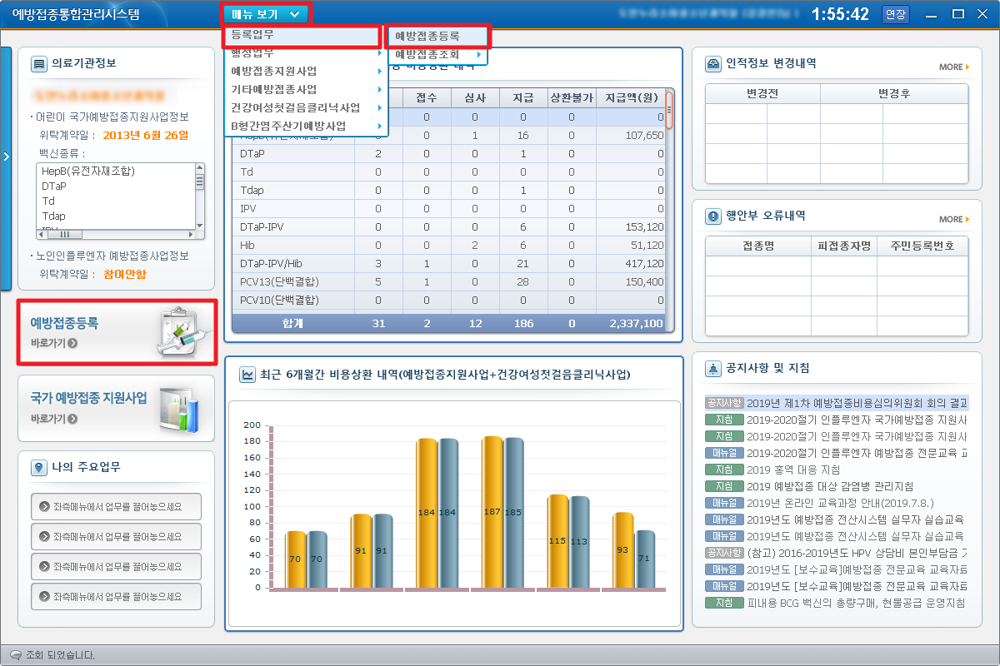 예방접종통합관리시스템
메뉴 보기
1:55:42
연장
등록업무
행정업무
예방접종지원사업
기타예방접종사업
건강여성첫걸음클리닉사업
B형간염주산기예방사업
예방접종등록
예방접종조회
의료기관정보
· 어린이 국가예방접종지원사업정보
위탁계약일 : 2013년 6월 26일
백신종류 :
HepB(유전자재조합)
DTaP
Td
Tdap
IPV
· 노인인플루엔자 예방접종사업정보
위탁계약일 : 참여안함
예방접종등록
바로가기
국가 예방접종 지원사업
바로가기
나의 주요업무
좌측메뉴에서 업무를 끌어놓으세요
좌측메뉴에서 업무를 끌어놓으세요
좌측메뉴에서 업무를 끌어놓으세요
좌측메뉴에서 업무를 끌어놓으세요
내역
접수 심사 지급 상환불가 지급액(원)
0 0 0 0 0
HepB(유전자재조합) 0 1 16 0 107,650
DTaP 2 0 0 1 0 0
Td 0 0 0 0 0 0
Tdap 0 0 0 1 0 0
IPV 0 0 0 0 0 0
DTaP-IPV 0 0 0 6 0 153,120
Hib 0 0 2 6 0 51,120
DTaP-IPV/Hib 3 1 0 21 0 417,120
PCV13(단백결합) 5 1 0 28 0 150,400
PCV10(단백결합) 0 0 0 0 0 0
합계 31 2 12 186 0 2,337,100
최근 6개월간 비용상환 내역(예방접종지원사업+건강여성첫걸음클리닉사업)
200
180
160
140
120
100
80
60
40
20
0
70 70 91 91 184 184 187 185 115 113 93 71
인적정보 변경내역 MORE
변경전 변경후
행안부 오류내역 MORE
접종명 피접종자명 주민등록번호
공지사항 및 지침
공지사항 2019년 제1차 예방접종비용심의위원회 회의 결과
지침 2019-2020절기 인플루엔자 국가예방접종 지원사
지침 2019-2020절기 인플루엔자 국가예방접종 지원사
매뉴얼 2019-2020절기 인플루엔자 예방접종 전문교육 교
지침 2019 홍역 대응 지침
지침 2019 예방접종 대상 감염병 관리지침
매뉴얼 2019년 온라인 교육과정 안내(2019.7.8.)
매뉴얼 2019년도 예방접종 전산시스템 실무자 실습교육
매뉴얼 2019년도 예방접종 전산시스템 실무자 실습교육
공지사항 (참고) 2016-2019년도 HPV 상담비 본인부담금
매뉴얼 2019년도 [보수교육]예방접종 전문교육 교육자료
매뉴얼 2019년도 [보수교육]예방접종 전문교육 교육자료
지침 피내용 BCG 백신의 총량구매, 현물공급 운영지침
조회 되었습니다.